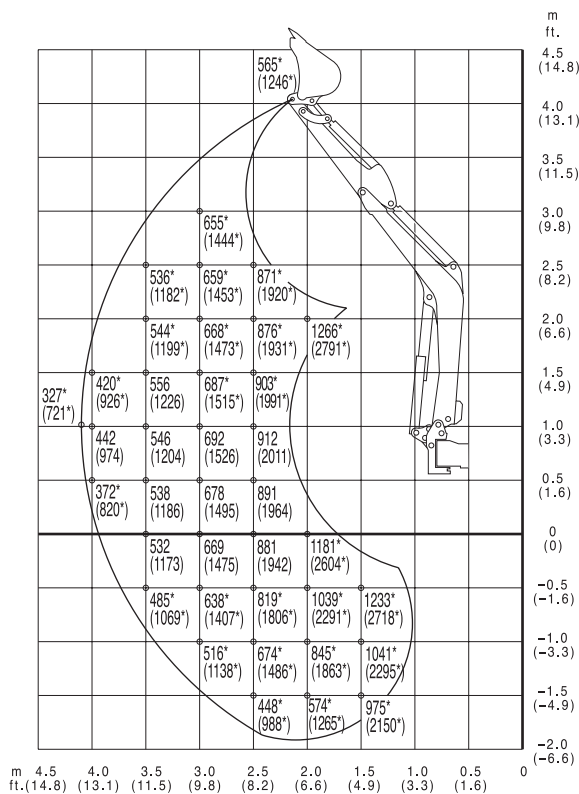 m
ft.
565*
(1246*)
4.5
(14.8)
4.0
(13.1)
3.5
(11.5)
655*
(1444*)
3.0
(9.8)
536* 659* 871*
(1182*) (1453*) (1920*)
2.5
(8.2)
544* 668* 876* 1266*
(1199*) (1473*) (1931*) (2791*)
2.0
(6.6)
327*
(721*)
420* 556 687* 903*
(926*) (1226) (1515*) (1991*)
1.5
(4.9)
442 546 692 912
(974) (1204) (1526) (2011)
1.0
(3.3)
372* 538 678 891
(820*) (1186) (1495) (1964)
0.5
(1.6)
532 669 881 1181*
(1173) (1475) (1942) (2604*)
0
(0)
485* 638* 819* 1039* 1233*
(1069*) (1407*) (1806*) (2291*) (2718*)
-0.5
(-1.6)
516* 674* 845* 1041*
(1138*) (1486*) (1863*) (2295*)
-1.0
(-3.3)
448* 574* 975*
(988*) (1265*) (2150*)
-1.5
(-4.9)
-2.0
(-6.6)
m 4.5 4.0 3.5 3.0 2.5 2.0 1.5 1.0 0.5 0
ft.(14.8) (13.1) (11.5) (9.8) (8.2) (6.6) (4.9) (3.3) (1.6)